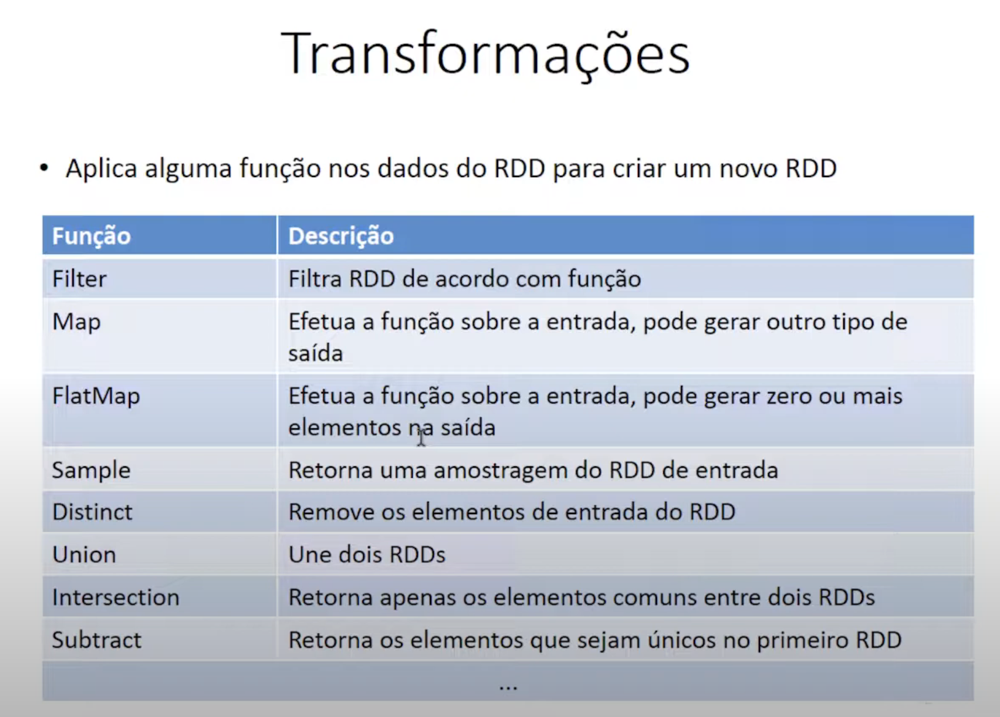 Transformações
• Aplica alguma função nos dados do RDD para criar um novo RDD
Função Descrição
Filter Filtra RDD de acordo com função
Map Efetua a função sobre a entrada, pode gerar outro tipo de
saída
FlatMap Efetua a função sobre a entrada, pode gerar zero ou mais
elementos na saída
Sample Retorna uma amostragem do RDD de entrada
Distinct Remove os elementos de entrada do RDD
Union Une dois RDDs
Intersection Retorna apenas os elementos comuns entre dois RDDs
Subtract Retorna os elementos que sejam únicos no primeiro RDD
...